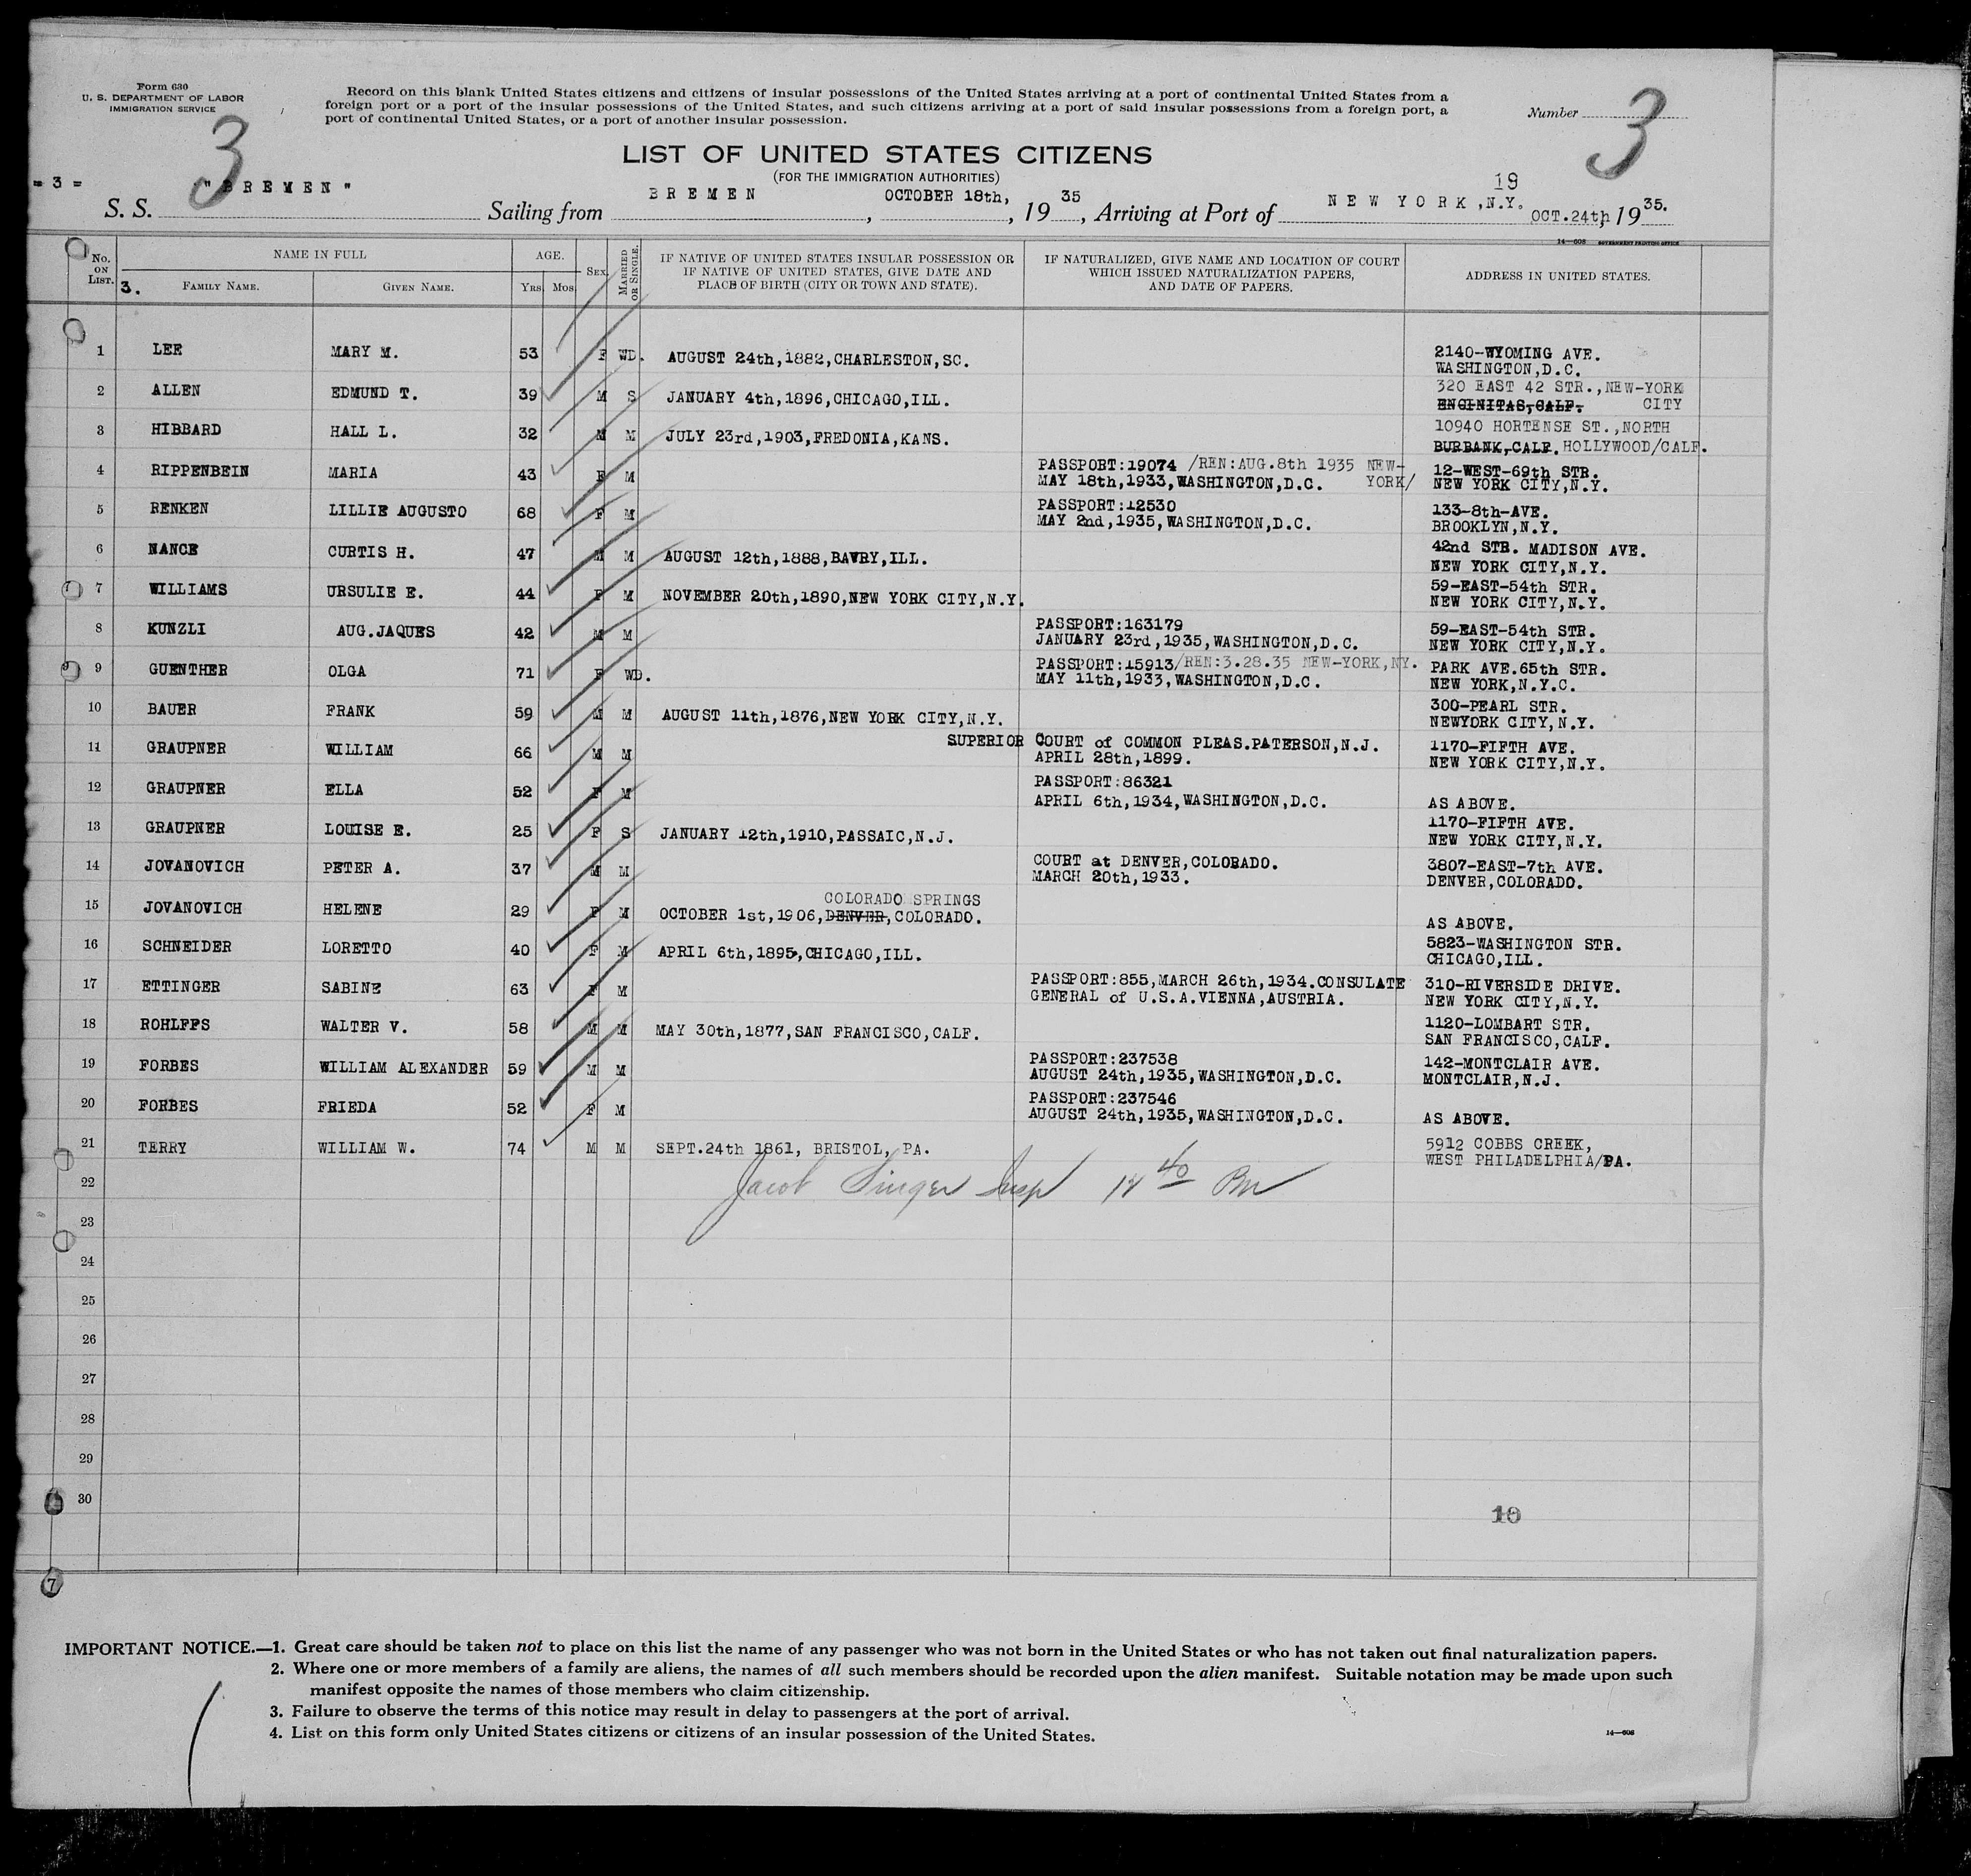 Form 630
U. S. DEPARTMENT OF LABOR
IMMIGRATION SERVICE
Record on this blank United States citizens and citizens of insular possessions of the United States arriving at a port of continental United States from a
foreign port or a port of the insular possessions of the United States, and such citizens arriving at a port of said insular possessions from a foreign port, a
port of continental United States, or a port of another insular possession.
Number 3
3
LIST OF UNITED STATES CITIZENS
(FOR THE IMMIGRATION AUTHORITIES)
= 3 =
S. S. "BREMEN" Sailing from BREMEN, OCTOBER 18th, 1935, Arriving at Port of NEW YORK,N.Y. OCT.24th, 1935.
19
14—608 GOVERNMENT PRINTING OFFICE
No. ON LIST. 3. NAME IN FULL FAMILY NAME. GIVEN NAME. AGE. Yrs. Mos. SEX. MARRIED OR SINGLE. IF NATIVE OF UNITED STATES INSULAR POSSESSION OR IF NATIVE OF UNITED STATES, GIVE DATE AND PLACE OF BIRTH (CITY OR TOWN AND STATE). IF NATURALIZED, GIVE NAME AND LOCATION OF COURT WHICH ISSUED NATURALIZATION PAPERS, AND DATE OF PAPERS. ADDRESS IN UNITED STATES.
1 LEE MARY M. 53 F WD. AUGUST 24th,1882,CHARLESTON,SC. 2140-WYOMING AVE.
WASHINGTON,D.C.
2 ALLEN EDMUND T. 39 M S JANUARY 4th,1896,CHICAGO,ILL. 320 EAST 42 STR.,NEW-YORK
ENCINITAS,CALF. CITY
3 HIBBARD HALL L. 32 M M JULY 23rd,1903,FREDONIA,KANS. 10940 HORTENSE ST.,NORTH
BURBANK,CALF. HOLLYWOOD/CALF.
4 RIPPENBEIN MARIA 43 F M PASSPORT:19074 /REN:AUG.8th 1935 NEW- 12-WEST-69th STR.
MAY 18th,1933,WASHINGTON,D.C. YORK/ NEW YORK CITY,N.Y.
5 RENKEN LILLIE AUGUSTO 68 F M PASSPORT:12530 133-8th-AVE.
MAY 2nd,1935,WASHINGTON,D.C. BROOKLYN,N.Y.
6 NANCE CURTIS H. 47 M M AUGUST 12th,1888,BAVRY,ILL. 42nd STR. MADISON AVE.
NEW YORK CITY,N.Y.
7 WILLIAMS URSULIE E. 44 F M NOVEMBER 20th,1890,NEW YORK CITY,N.Y. 59-EAST-54th STR.
NEW YORK CITY,N.Y.
8 KUNZLI AUG.JAQUES 42 M M PASSPORT:163179 59-EAST-54th STR.
JANUARY 23rd,1935,WASHINGTON,D.C. NEW YORK CITY,N.Y.
9 GUENTHER OLGA 71 F WD. PASSPORT:15913/REN:3.28.35 NEW-YORK,NY. PARK AVE.65th STR.
MAY 11th,1933,WASHINGTON,D.C. NEW YORK,N.Y.C.
10 BAUER FRANK 59 M M AUGUST 11th,1876,NEW YORK CITY,N.Y. 300-PEARL STR.
NEWYORK CITY,N.Y.
11 GRAUPNER WILLIAM 66 M M SUPERIOR COURT of COMMON PLEAS.PATERSON,N.J. 1170-FIFTH AVE.
APRIL 28th,1899. NEW YORK CITY,N.Y.
12 GRAUPNER ELLA 52 F M PASSPORT:86321
APRIL 6th,1934,WASHINGTON,D.C. AS ABOVE.
13 GRAUPNER LOUISE E. 25 F S JANUARY 12th,1910,PASSAIC,N.J. 1170-FIFTH AVE.
NEW YORK CITY,N.Y.
14 JOVANOVICH PETER A. 37 M M COURT at DENVER,COLORADO. 3807-EAST-7th AVE.
MARCH 20th,1933. DENVER,COLORADO.
COLORADO SPRINGS
15 JOVANOVICH HELENE 29 F M OCTOBER 1st,1906,DENVER,COLORADO. AS ABOVE.
16 SCHNEIDER LORETTO 40 F M APRIL 6th,1895,CHICAGO,ILL. 5823-WASHINGTON STR.
CHICAGO,ILL.
17 ETTINGER SABINE 63 F M PASSPORT:855,MARCH 26th,1934.CONSULATE 310-RIVERSIDE DRIVE.
GENERAL of U.S.A.VIENNA,AUSTRIA. NEW YORK CITY,N.Y.
18 ROHLFFS WALTER V. 58 M M MAY 30th,1877,SAN FRANCISCO,CALF. 1120-LOMBART STR.
SAN FRANCISCO,CALF.
19 FORBES WILLIAM ALEXANDER 59 M M PASSPORT:237538 142-MONTCLAIR AVE.
AUGUST 24th,1935,WASHINGTON,D.C. MONTCLAIR,N.J.
20 FORBES FRIEDA 52 F M PASSPORT:237546
AUGUST 24th,1935,WASHINGTON,D.C. AS ABOVE.
21 TERRY WILLIAM W. 74 M M SEPT.24th 1861, BRISTOL, PA. 5912 COBBS CREEK,
WEST PHILADELPHIA/PA.
22 Jacob Singer Insp 12 40 Pm
23
24
25
26
27
28
29
30
10
7
IMPORTANT NOTICE.—1. Great care should be taken not to place on this list the name of any passenger who was not born in the United States or who has not taken out final naturalization papers.
2. Where one or more members of a family are aliens, the names of all such members should be recorded upon the alien manifest. Suitable notation may be made upon such
manifest opposite the names of those members who claim citizenship.
3. Failure to observe the terms of this notice may result in delay to passengers at the port of arrival.
4. List on this form only United States citizens or citizens of an insular possession of the United States.
14—608